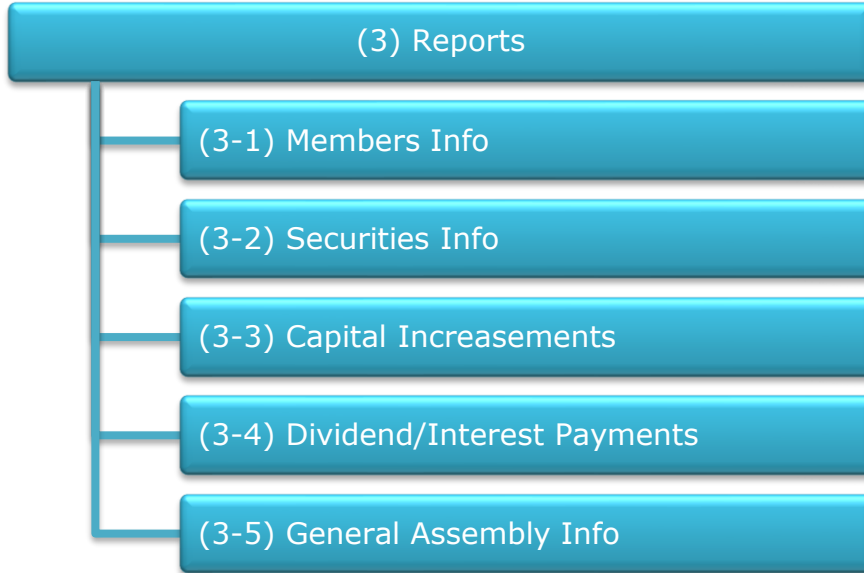 (3) Reports
(3-1) Members Info
(3-2) Securities Info
(3-3) Capital Increasements
(3-4) Dividend/Interest Payments
(3-5) General Assembly Info